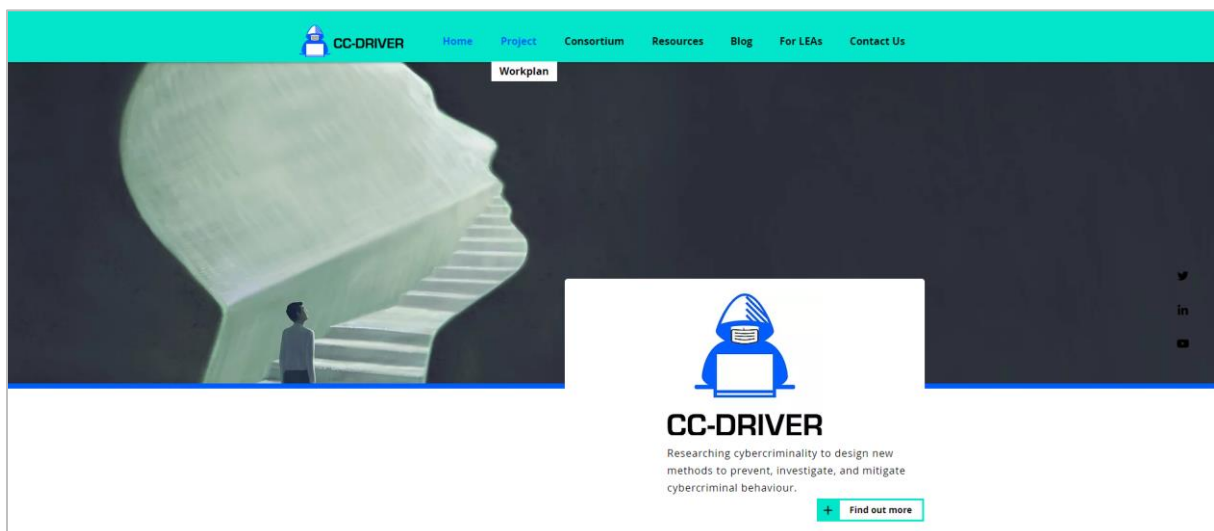 CC-DRIVER Home Project Consortium Resources Blog For LEAs Contact Us
Workplan
in
CC-DRIVER
Researching cybercriminality to design new
methods to prevent, investigate, and mitigate
cybercriminal behaviour.
+ Find out more